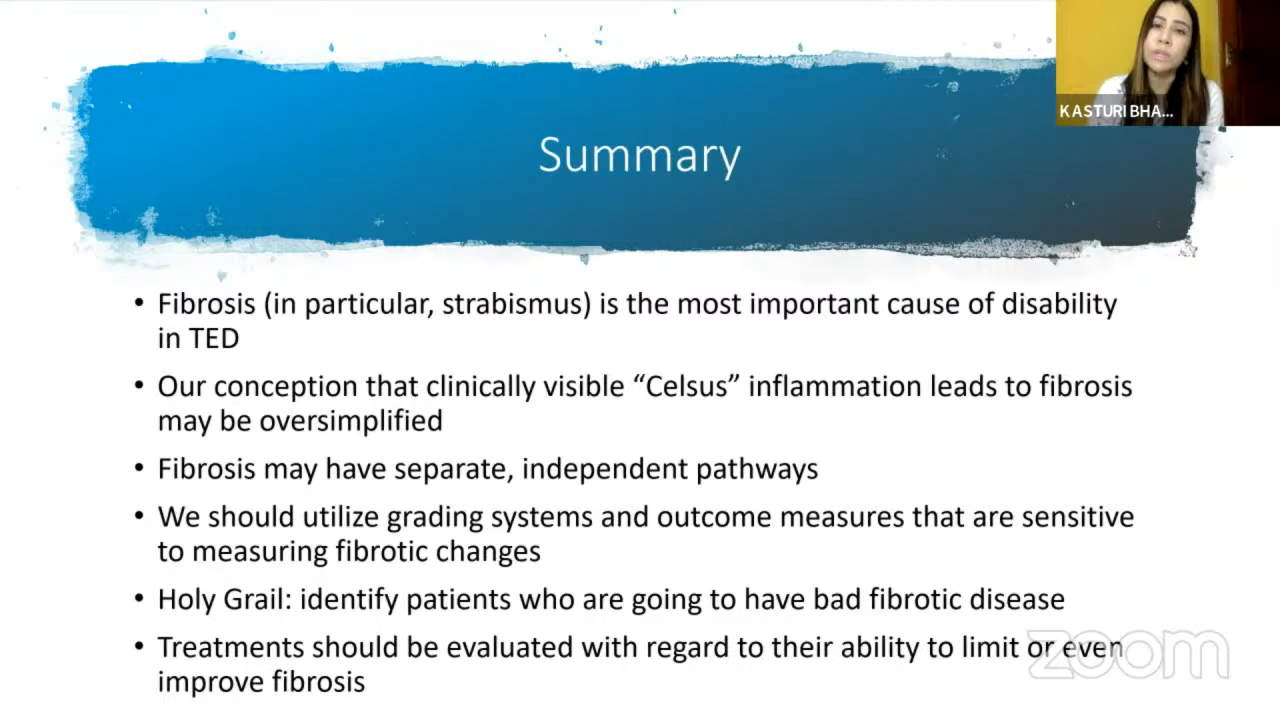 KASTURI BHA...
Summary
• Fibrosis (in particular, strabismus) is the most important cause of disability
in TED
• Our conception that clinically visible “Celsus” inflammation leads to fibrosis
may be oversimplified
• Fibrosis may have separate, independent pathways
• We should utilize grading systems and outcome measures that are sensitive
to measuring fibrotic changes
• Holy Grail: identify patients who are going to have bad fibrotic disease
• Treatments should be evaluated with regard to their ability to limit or even
improve fibrosis
zoom